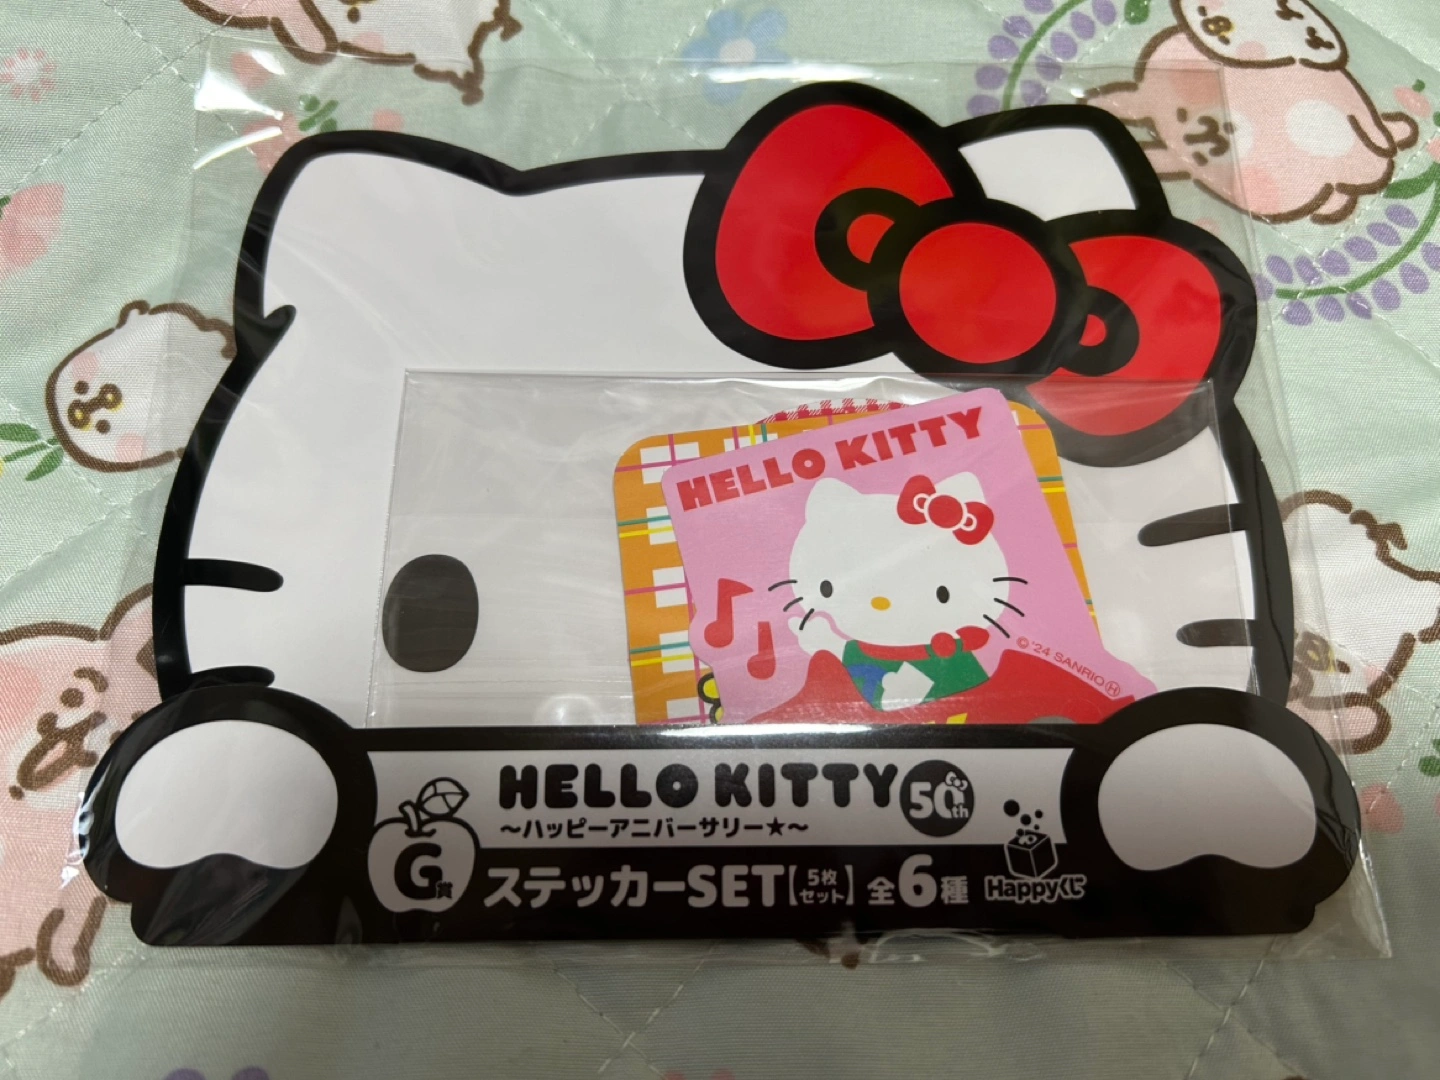 HELLO KITTY
©'24 SANRIO Ⓗ
HELLO KITTY 50th
～ハッピーアニバーサリー★～
G賞 ステッカーSET【5枚セット】全6種
Happyくじ